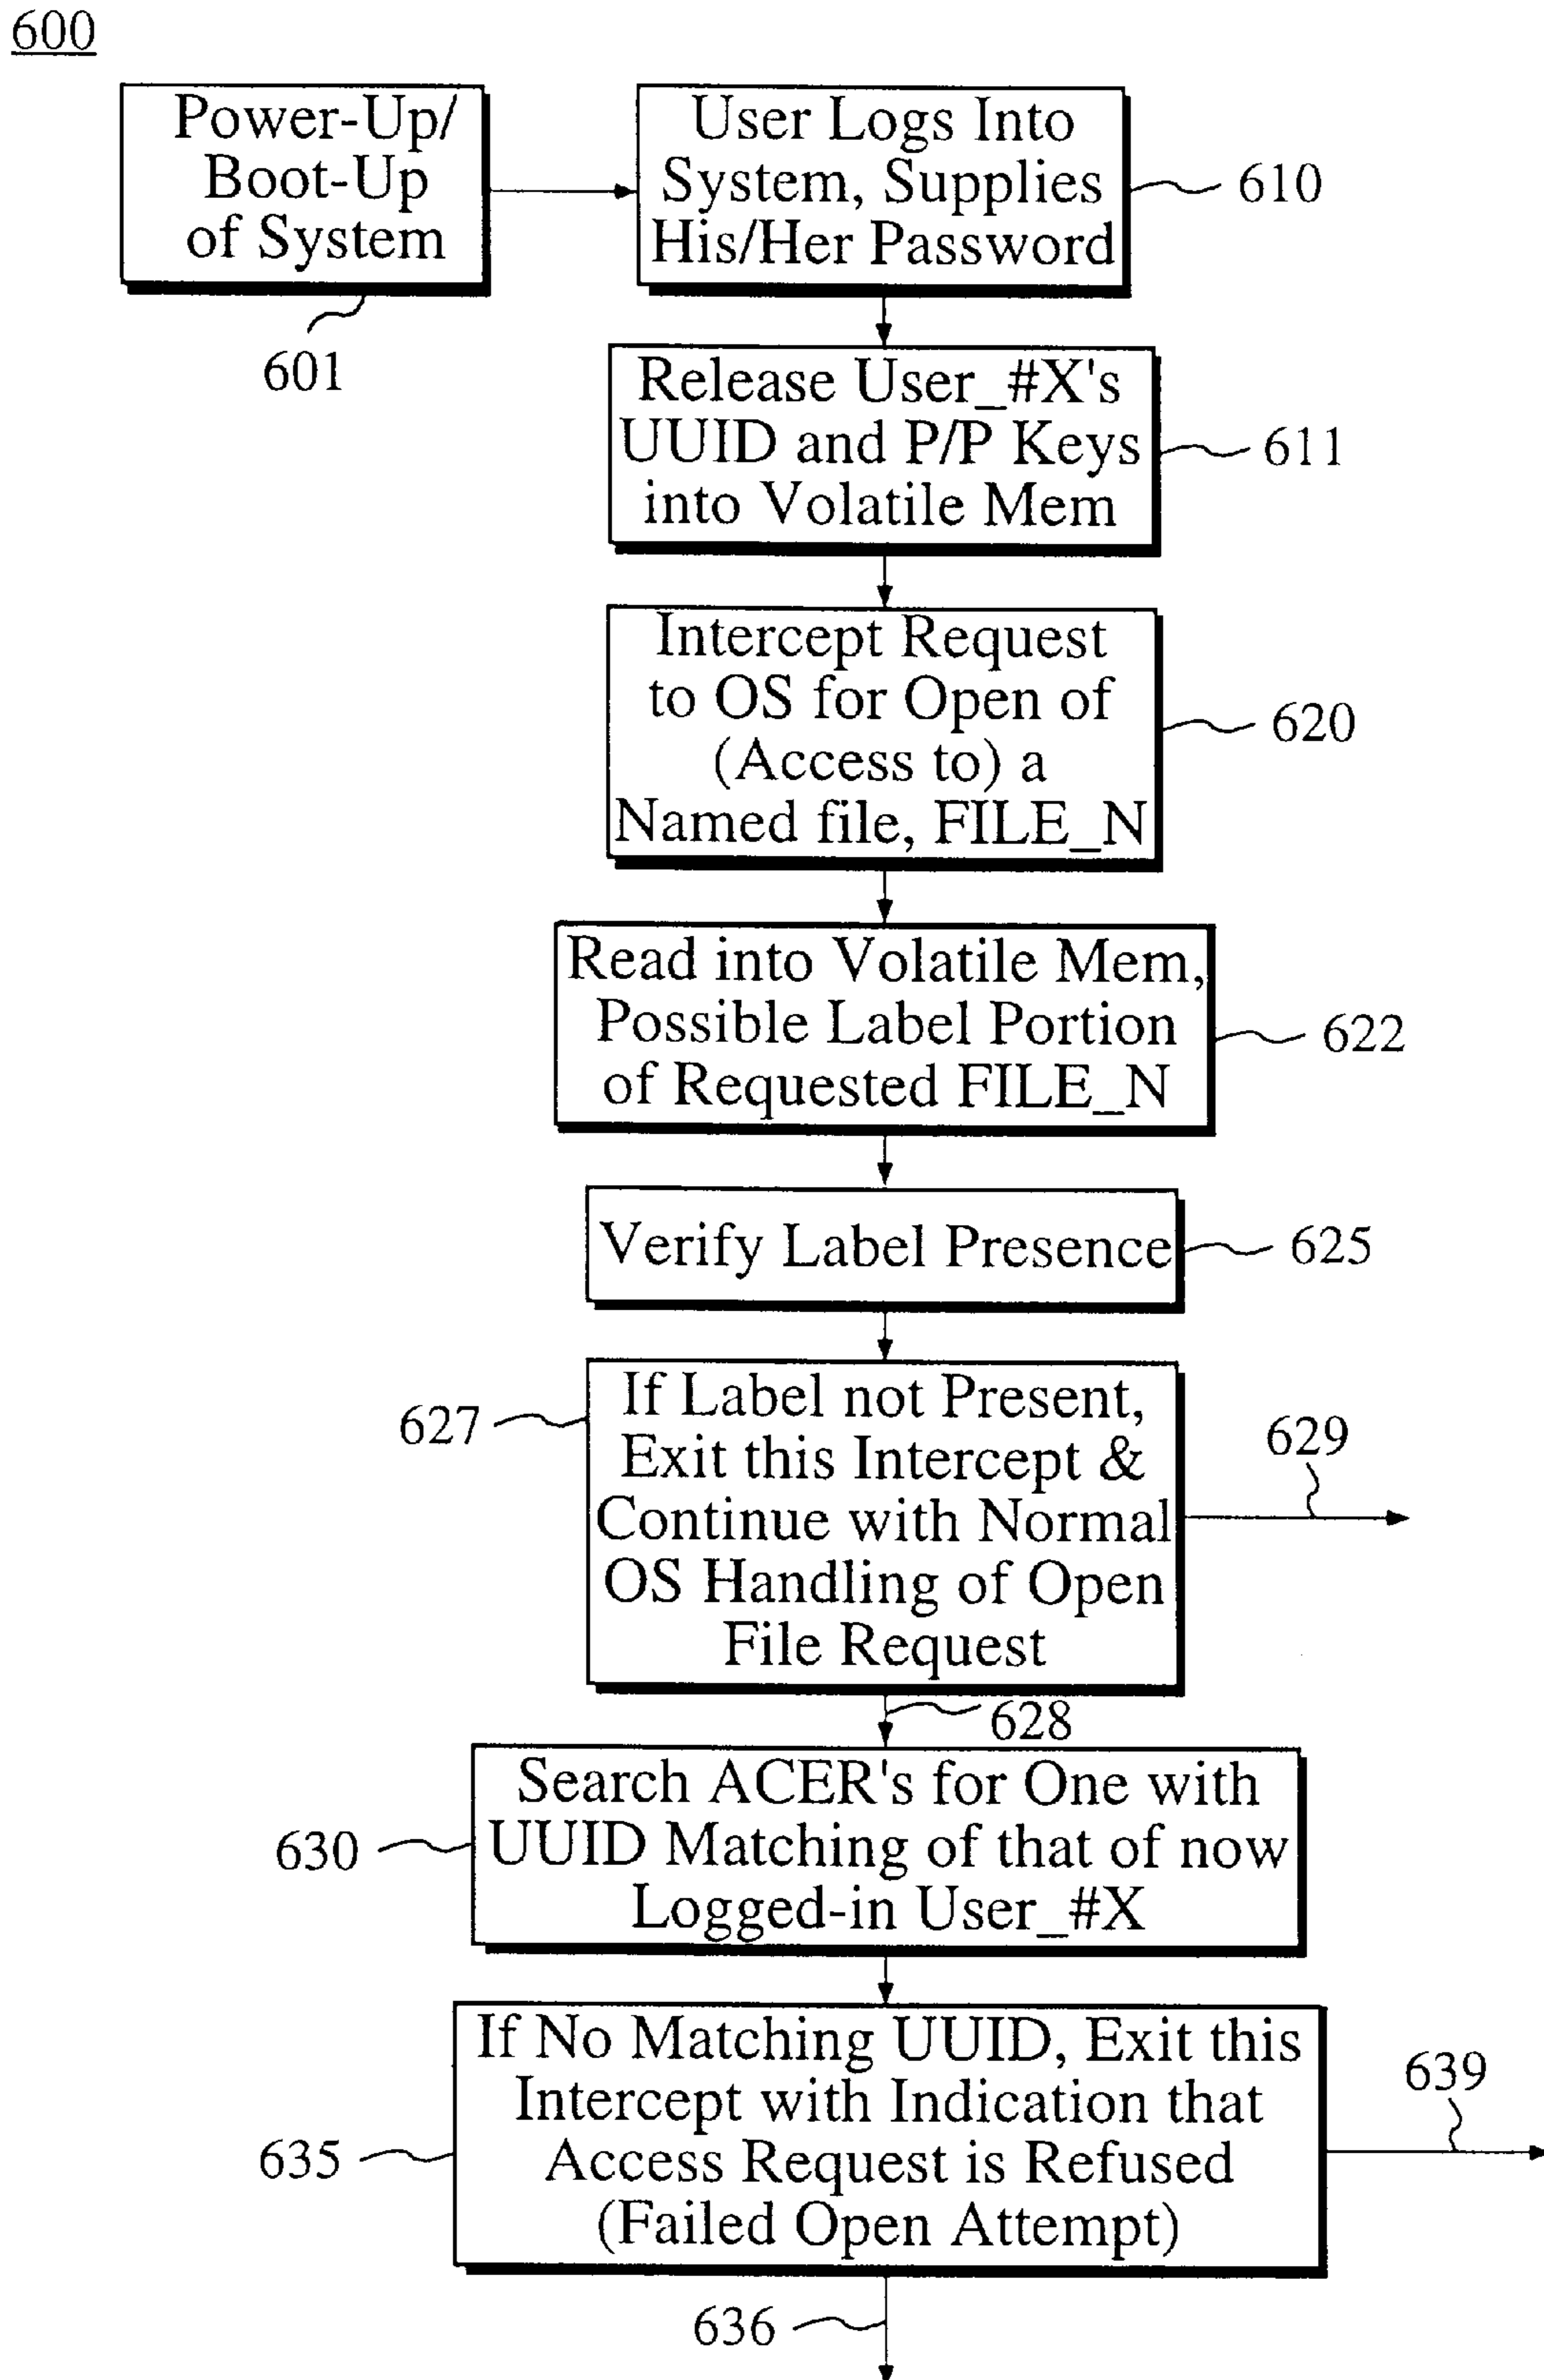 600
Power-Up/
Boot-Up
of System
601
User Logs Into
System, Supplies
His/Her Password
610
Release User_#X's
UUID and P/P Keys
into Volatile Mem
611
Intercept Request
to OS for Open of
(Access to) a
Named file, FILE_N
620
Read into Volatile Mem,
Possible Label Portion
of Requested FILE_N
622
Verify Label Presence
625
627
If Label not Present,
Exit this Intercept &
Continue with Normal
OS Handling of Open
File Request
629
628
630
Search ACER's for One with
UUID Matching of that of now
Logged-in User_#X
635
If No Matching UUID, Exit this
Intercept with Indication that
Access Request is Refused
(Failed Open Attempt)
639
636